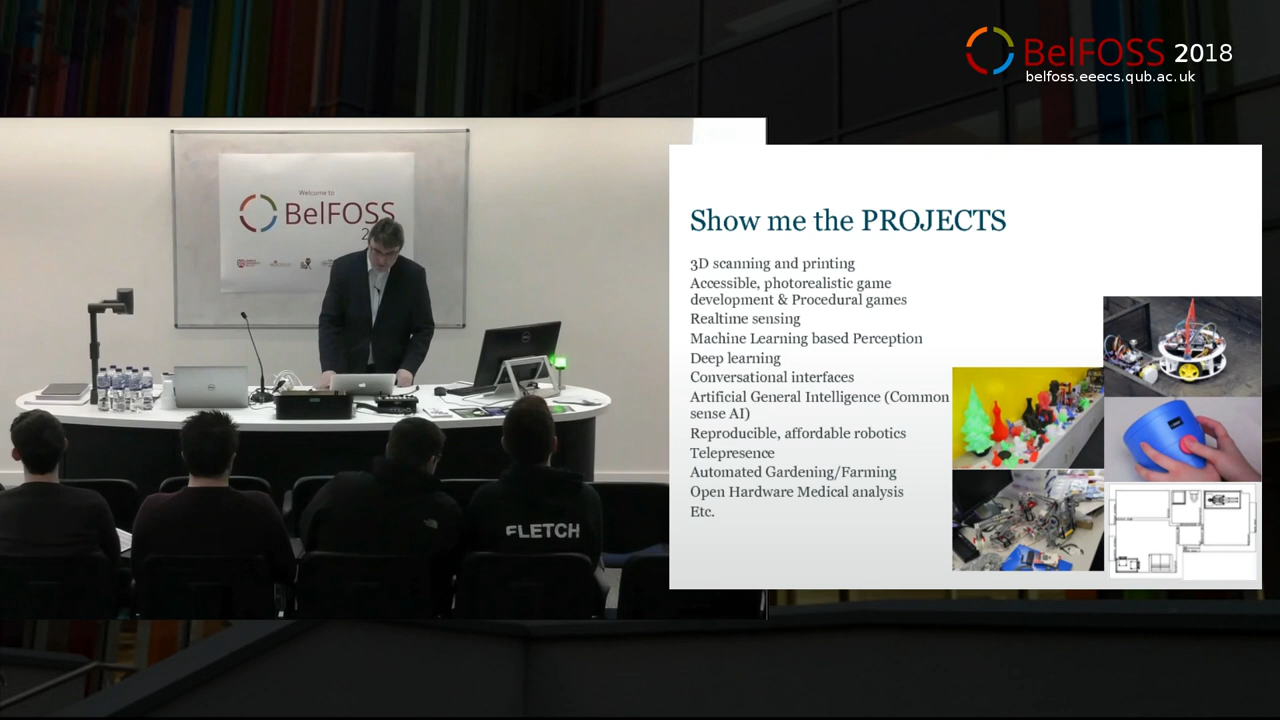 BelFOSS 2018
belfoss.eeecs.qub.ac.uk
Welcome to
BelFOSS
FLETCH
Show me the PROJECTS
3D scanning and printing
Accessible, photorealistic game
development & Procedural games
Realtime sensing
Machine Learning based Perception
Deep learning
Conversational interfaces
Artificial General Intelligence (Common
sense AI)
Reproducible, affordable robotics
Telepresence
Automated Gardening/Farming
Open Hardware Medical analysis
Etc.